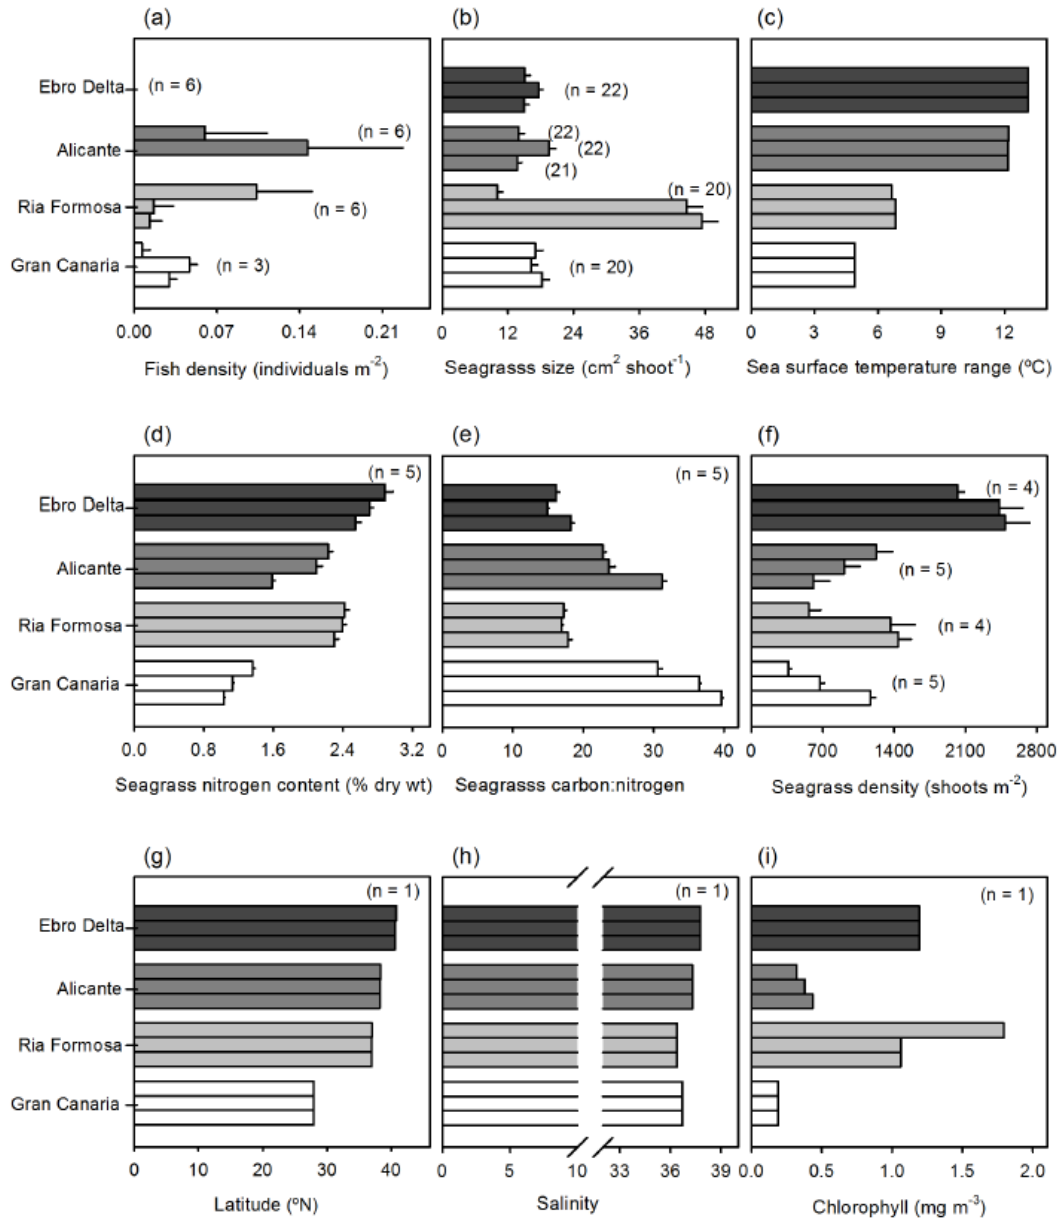 (a)
(b)
(c)
Ebro Delta
Alicante
Ria Formosa
Gran Canaria
(n = 6)
(n = 6)
(n = 6)
(n = 3)
(n = 22)
(22)
(22)
(21)
(n = 20)
(n = 20)
0.00 0.07 0.14 0.21
0 12 24 36 48
0 3 6 9 12
Fish density (individuals m⁻²)
Seagrasss size (cm² shoot⁻¹)
Sea surface temperature range (ºC)
(d)
(e)
(f)
Ebro Delta
Alicante
Ria Formosa
Gran Canaria
(n = 5)
(n = 5)
(n = 4)
(n = 5)
(n = 4)
(n = 5)
0.0 0.8 1.6 2.4 3.2
0 10 20 30 40
0 700 1400 2100 2800
Seagrass nitrogen content (% dry wt)
Seagrasss carbon:nitrogen
Seagrass density (shoots m⁻²)
(g)
(h)
(i)
Ebro Delta
Alicante
Ria Formosa
Gran Canaria
(n = 1)
(n = 1)
(n = 1)
0 10 20 30 40
0 5 10 33 36 39
0.0 0.5 1.0 1.5 2.0
Latitude (ºN)
Salinity
Chlorophyll (mg m⁻³)